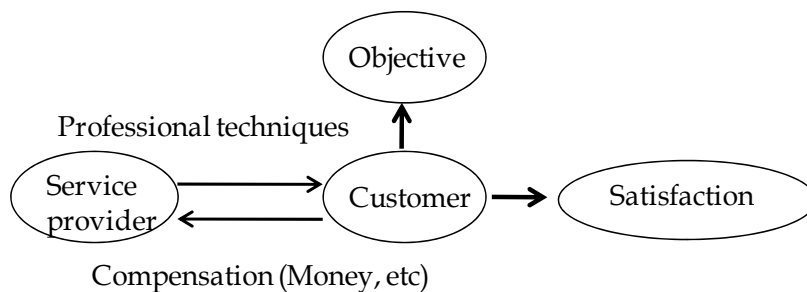 Objective
Professional techniques
Service
provider
Customer
Satisfaction
Compensation (Money, etc)